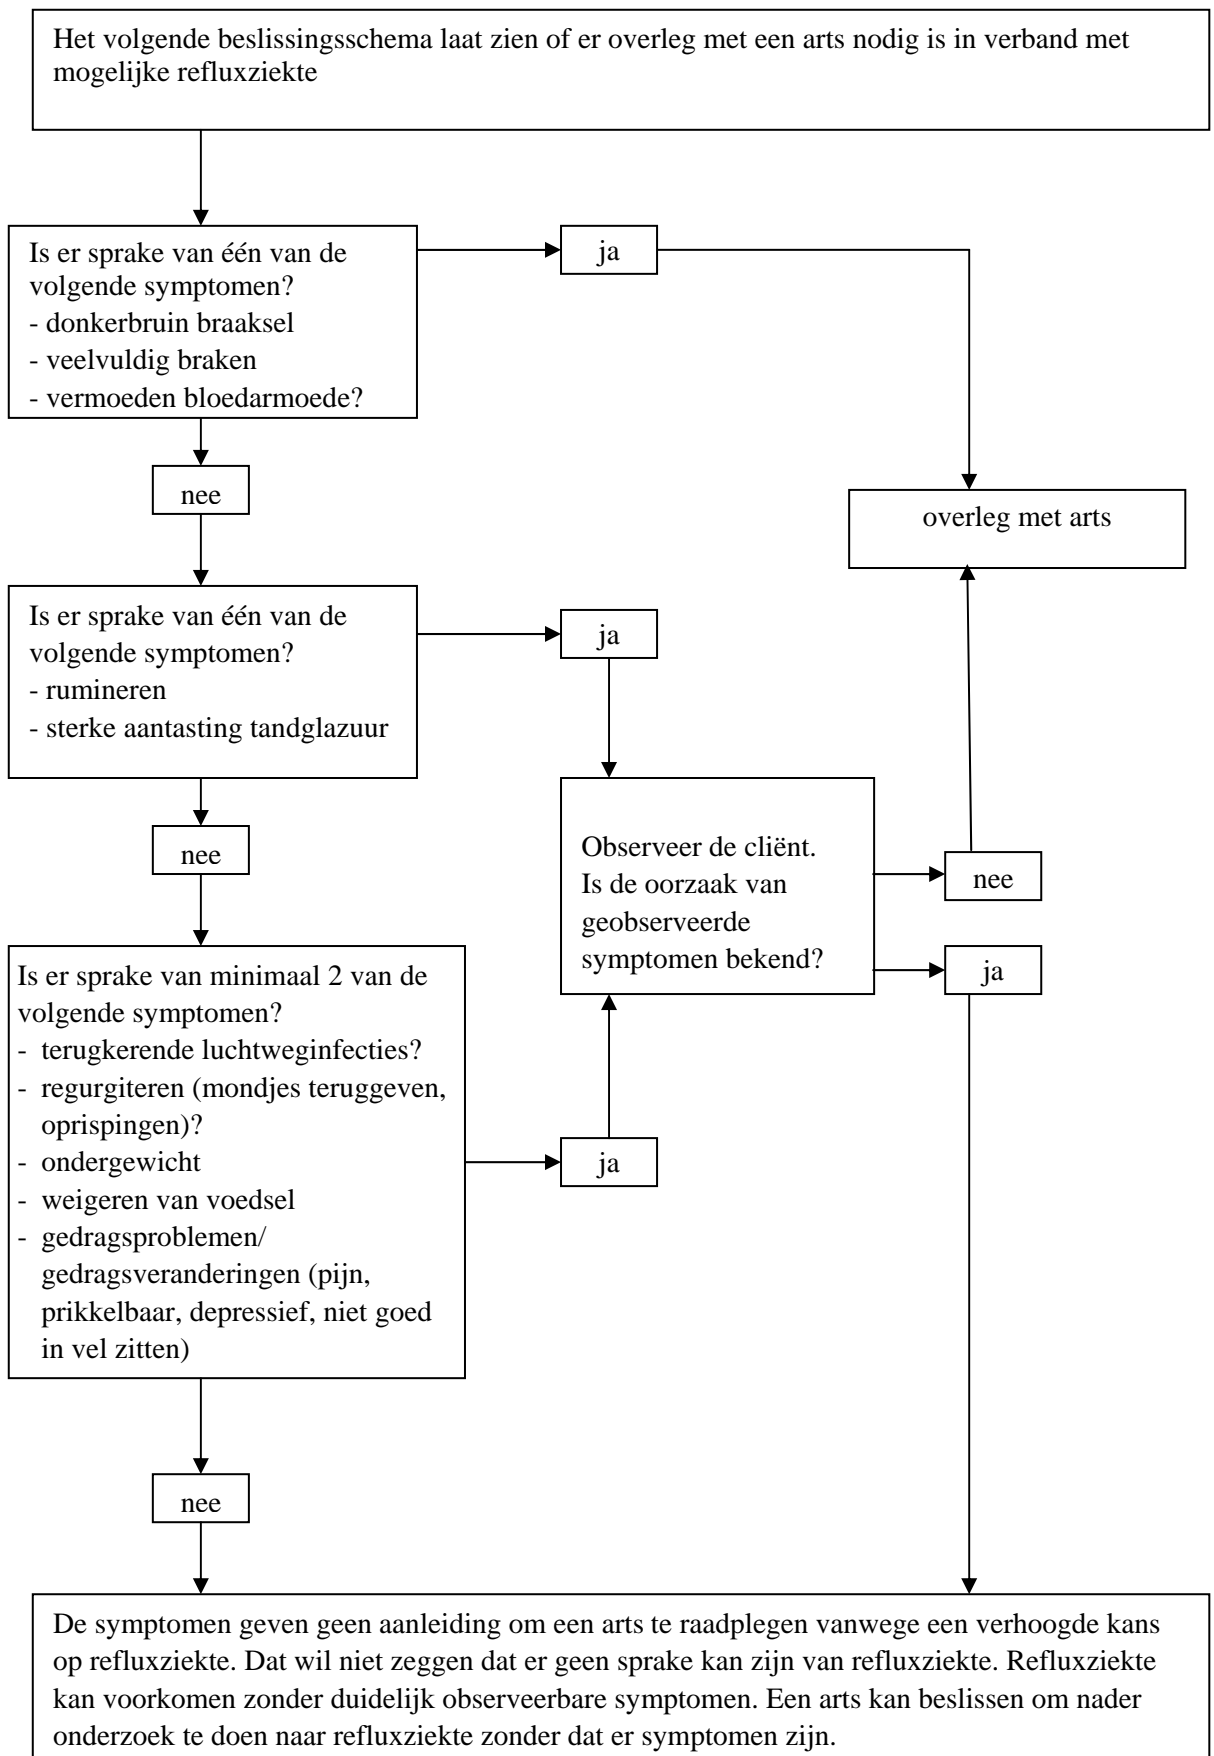 Het volgende beslissingsschema laat zien of er overleg met een arts nodig is in verband met
mogelijke refluxziekte
Is er sprake van één van de
volgende symptomen?
- donkerbruin braaksel
- veelvuldig braken
- vermoeden bloedarmoede?
ja
nee
overleg met arts
Is er sprake van één van de
volgende symptomen?
- rumineren
- sterke aantasting tandglazuur
ja
nee
Observeer de cliënt.
Is de oorzaak van
geobserveerde
symptomen bekend?
nee
ja
Is er sprake van minimaal 2 van de
volgende symptomen?
- terugkerende luchtweginfecties?
- regurgiteren (mondjes teruggeven,
oprispingen)?
- ondergewicht
- weigeren van voedsel
- gedragsproblemen/
gedragsveranderingen (pijn,
prikkelbaar, depressief, niet goed
in vel zitten)
ja
nee
De symptomen geven geen aanleiding om een arts te raadplegen vanwege een verhoogde kans
op refluxziekte. Dat wil niet zeggen dat er geen sprake kan zijn van refluxziekte. Refluxziekte
kan voorkomen zonder duidelijk observeerbare symptomen. Een arts kan beslissen om nader
onderzoek te doen naar refluxziekte zonder dat er symptomen zijn.